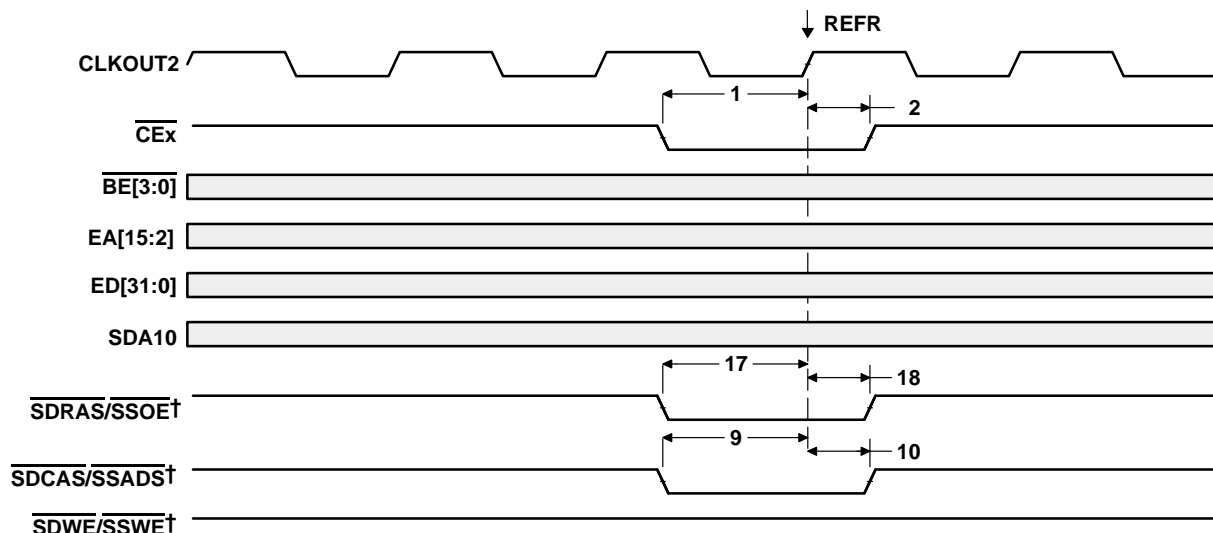 REFR
CLKOUT2
1
2
CEx
BE[3:0]
EA[15:2]
ED[31:0]
SDA10
17
18
SDRAS/SSOE†
9
10
SDCAS/SSADS†
SDWE/SSWE†